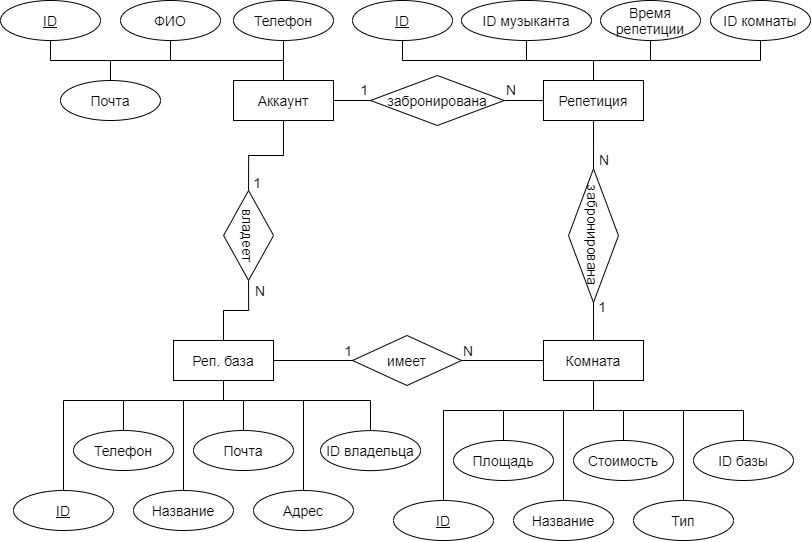 ID
ФИО
Телефон
ID
ID музыканта
Время
репетиции
ID комнаты
Почта
Аккаунт
1
забронирована
N
Репетиция
1
владеет
N
N
забронирована
1
Реп. база
1
имеет
N
Комната
Телефон
Почта
ID владельца
ID
Название
Адрес
Площадь
Стоимость
ID базы
ID
Название
Тип